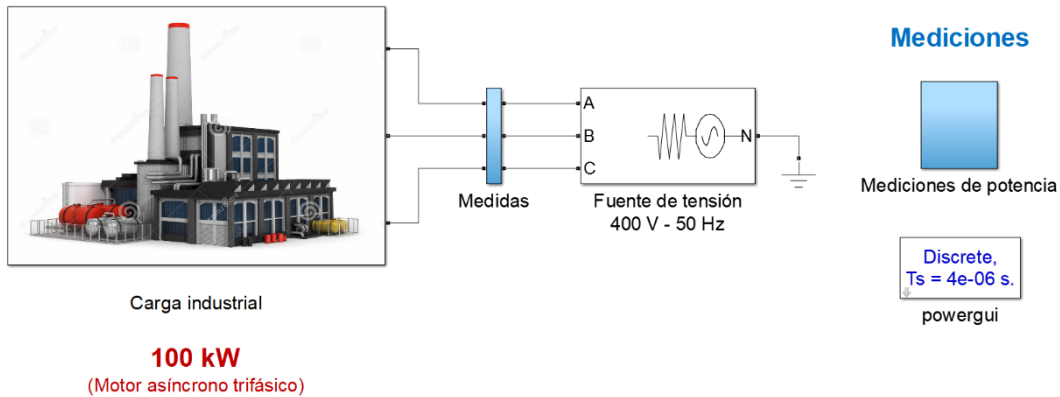 Mediciones
A
B
C
N
Medidas
Fuente de tensión
400 V - 50 Hz
Mediciones de potencia
Discrete,
Ts = 4e-06 s.
powergui
Carga industrial
100 kW
(Motor asíncrono trifásico)